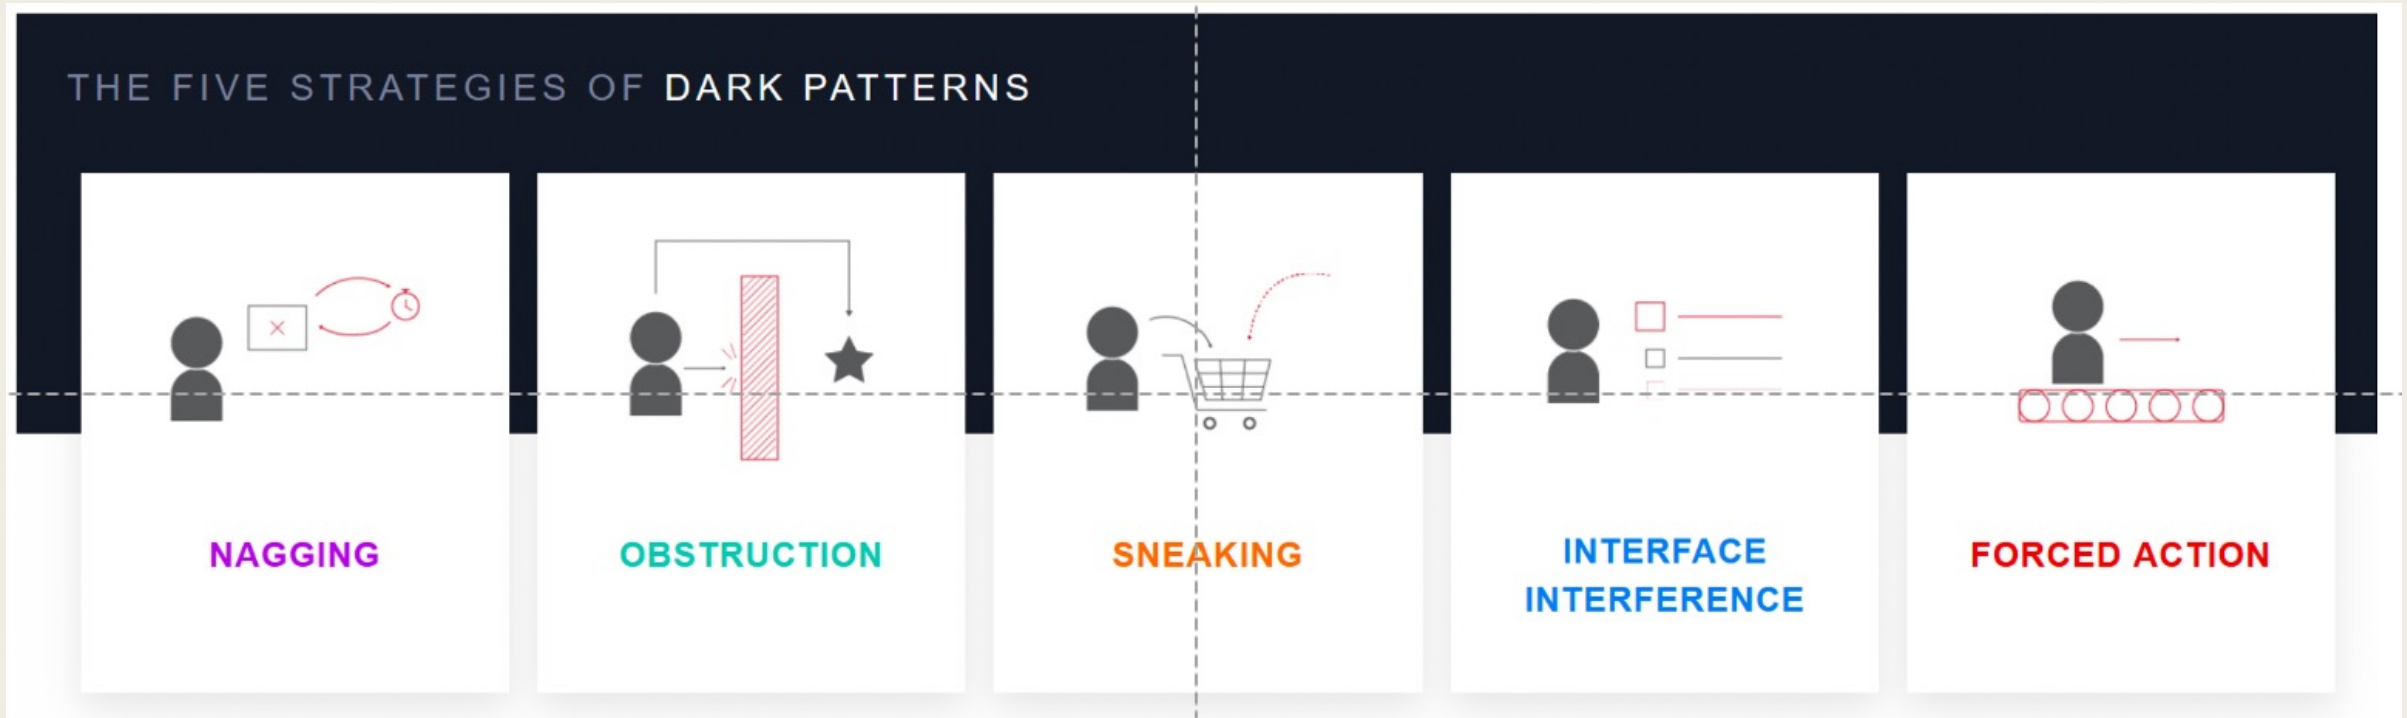 THE FIVE STRATEGIES OF DARK PATTERNS
NAGGING
OBSTRUCTION
SNEAKING
INTERFACE
INTERFERENCE
FORCED ACTION